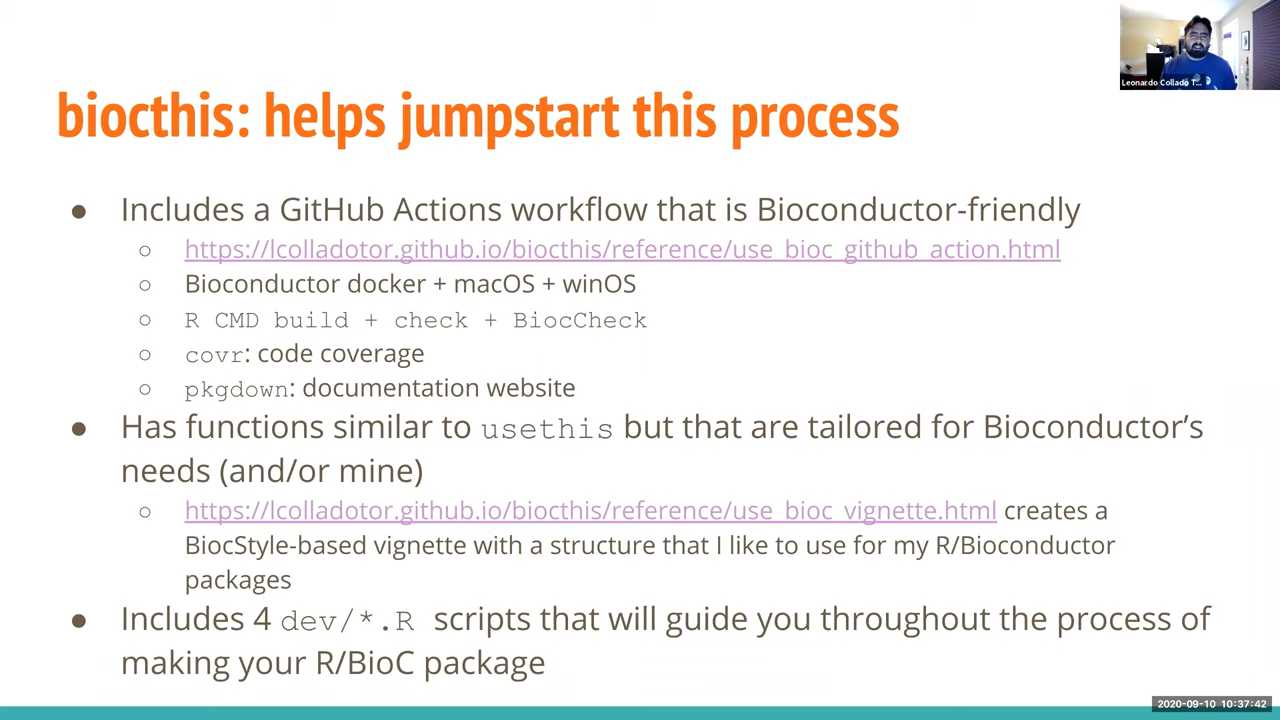 Leonardo Collado T...
biocthis: helps jumpstart this process
● Includes a GitHub Actions workflow that is Bioconductor-friendly
○ https://lcolladotor.github.io/biocthis/reference/use_bioc_github_action.html
○ Bioconductor docker + macOS + winOS
○ R CMD build + check + BiocCheck
○ covr: code coverage
○ pkgdown: documentation website
● Has functions similar to usethis but that are tailored for Bioconductor’s
needs (and/or mine)
○ https://lcolladotor.github.io/biocthis/reference/use_bioc_vignette.html creates a
BiocStyle-based vignette with a structure that I like to use for my R/Bioconductor
packages
● Includes 4 dev/*.R scripts that will guide you throughout the process of
making your R/BioC package
2020-09-10 10:37:42